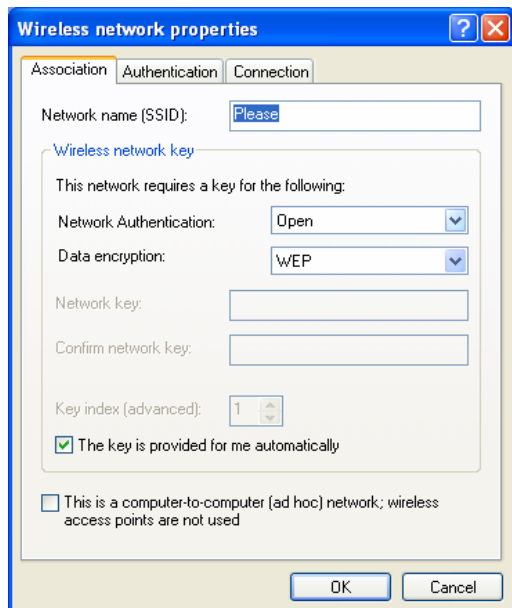 Wireless network properties
Association Authentication Connection
Network name (SSID): Please
Wireless network key
This network requires a key for the following:
Network Authentication: Open
Data encryption: WEP
Network key:
Confirm network key:
Key index (advanced): 1
The key is provided for me automatically
This is a computer-to-computer (ad hoc) network; wireless
access points are not used
OK Cancel